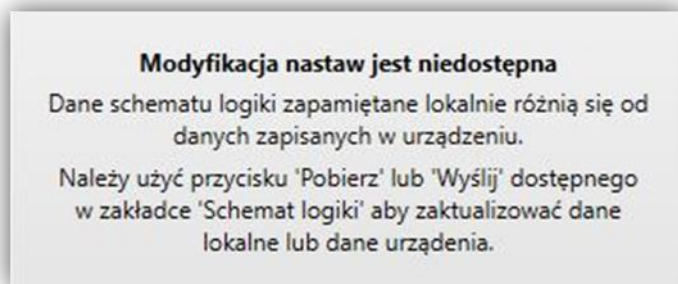 Modyfikacja nastaw jest niedostępna
Dane schematu logiki zapamiętane lokalnie różnią się od
danych zapisanych w urządzeniu.
Należy użyć przycisku 'Pobierz' lub 'Wyślij' dostępnego
w zakładce 'Schemat logiki' aby zaktualizować dane
lokalne lub dane urządenia.